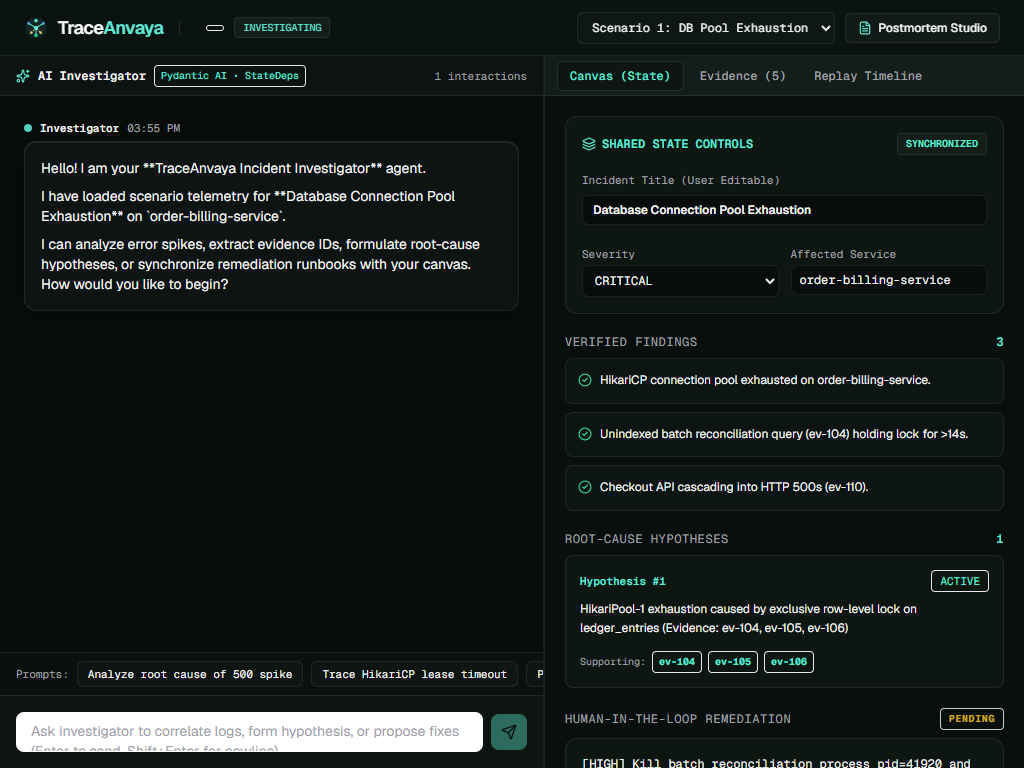 TraceAnvaya
INVESTIGATING
Scenario 1: DB Pool Exhaustion
Postmortem Studio
AI Investigator
Pydantic AI · StateDeps
1 interactions
Canvas (State)
Evidence (5)
Replay Timeline
Investigator 03:55 PM
Hello! I am your **TraceAnvaya Incident Investigator** agent.
I have loaded scenario telemetry for **Database Connection Pool
Exhaustion** on `order-billing-service`.
I can analyze error spikes, extract evidence IDs, formulate root-cause
hypotheses, or synchronize remediation runbooks with your canvas.
How would you like to begin?
Prompts:
Analyze root cause of 500 spike
Trace HikariCP lease timeout
P
Ask investigator to correlate logs, form hypothesis, or propose fixes
(Enter to send, Shift+Enter for newline)
SHARED STATE CONTROLS
SYNCHRONIZED
Incident Title (User Editable)
Database Connection Pool Exhaustion
Severity
Affected Service
CRITICAL
order-billing-service
VERIFIED FINDINGS
3
HikariCP connection pool exhausted on order-billing-service.
Unindexed batch reconciliation query (ev-104) holding lock for >14s.
Checkout API cascading into HTTP 500s (ev-110).
ROOT-CAUSE HYPOTHESES
1
Hypothesis #1
ACTIVE
HikariPool-1 exhaustion caused by exclusive row-level lock on
ledger_entries (Evidence: ev-104, ev-105, ev-106)
Supporting:
ev-104
ev-105
ev-106
HUMAN-IN-THE-LOOP REMEDIATION
PENDING
[HIGH] Kill batch reconciliation process pid=41920 and